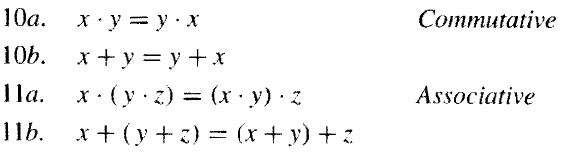 10a. x · y = y · x Commutative
10b. x + y = y + x
11a. x · ( y · z) = (x · y) · z Associative
11b. x + ( y + z) = (x + y) + z